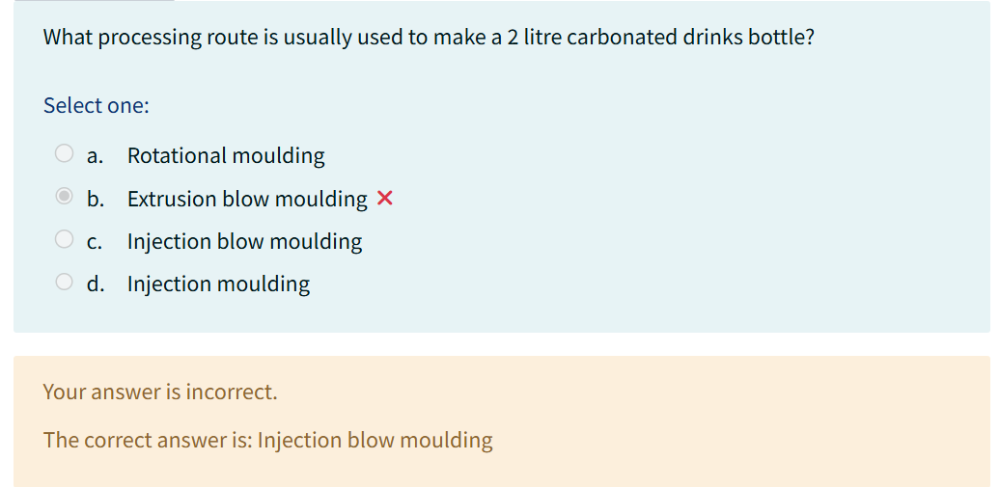 What processing route is usually used to make a 2 litre carbonated drinks bottle?
Select one:
a. Rotational moulding
b. Extrusion blow moulding
c. Injection blow moulding
d. Injection moulding
Your answer is incorrect.
The correct answer is: Injection blow moulding